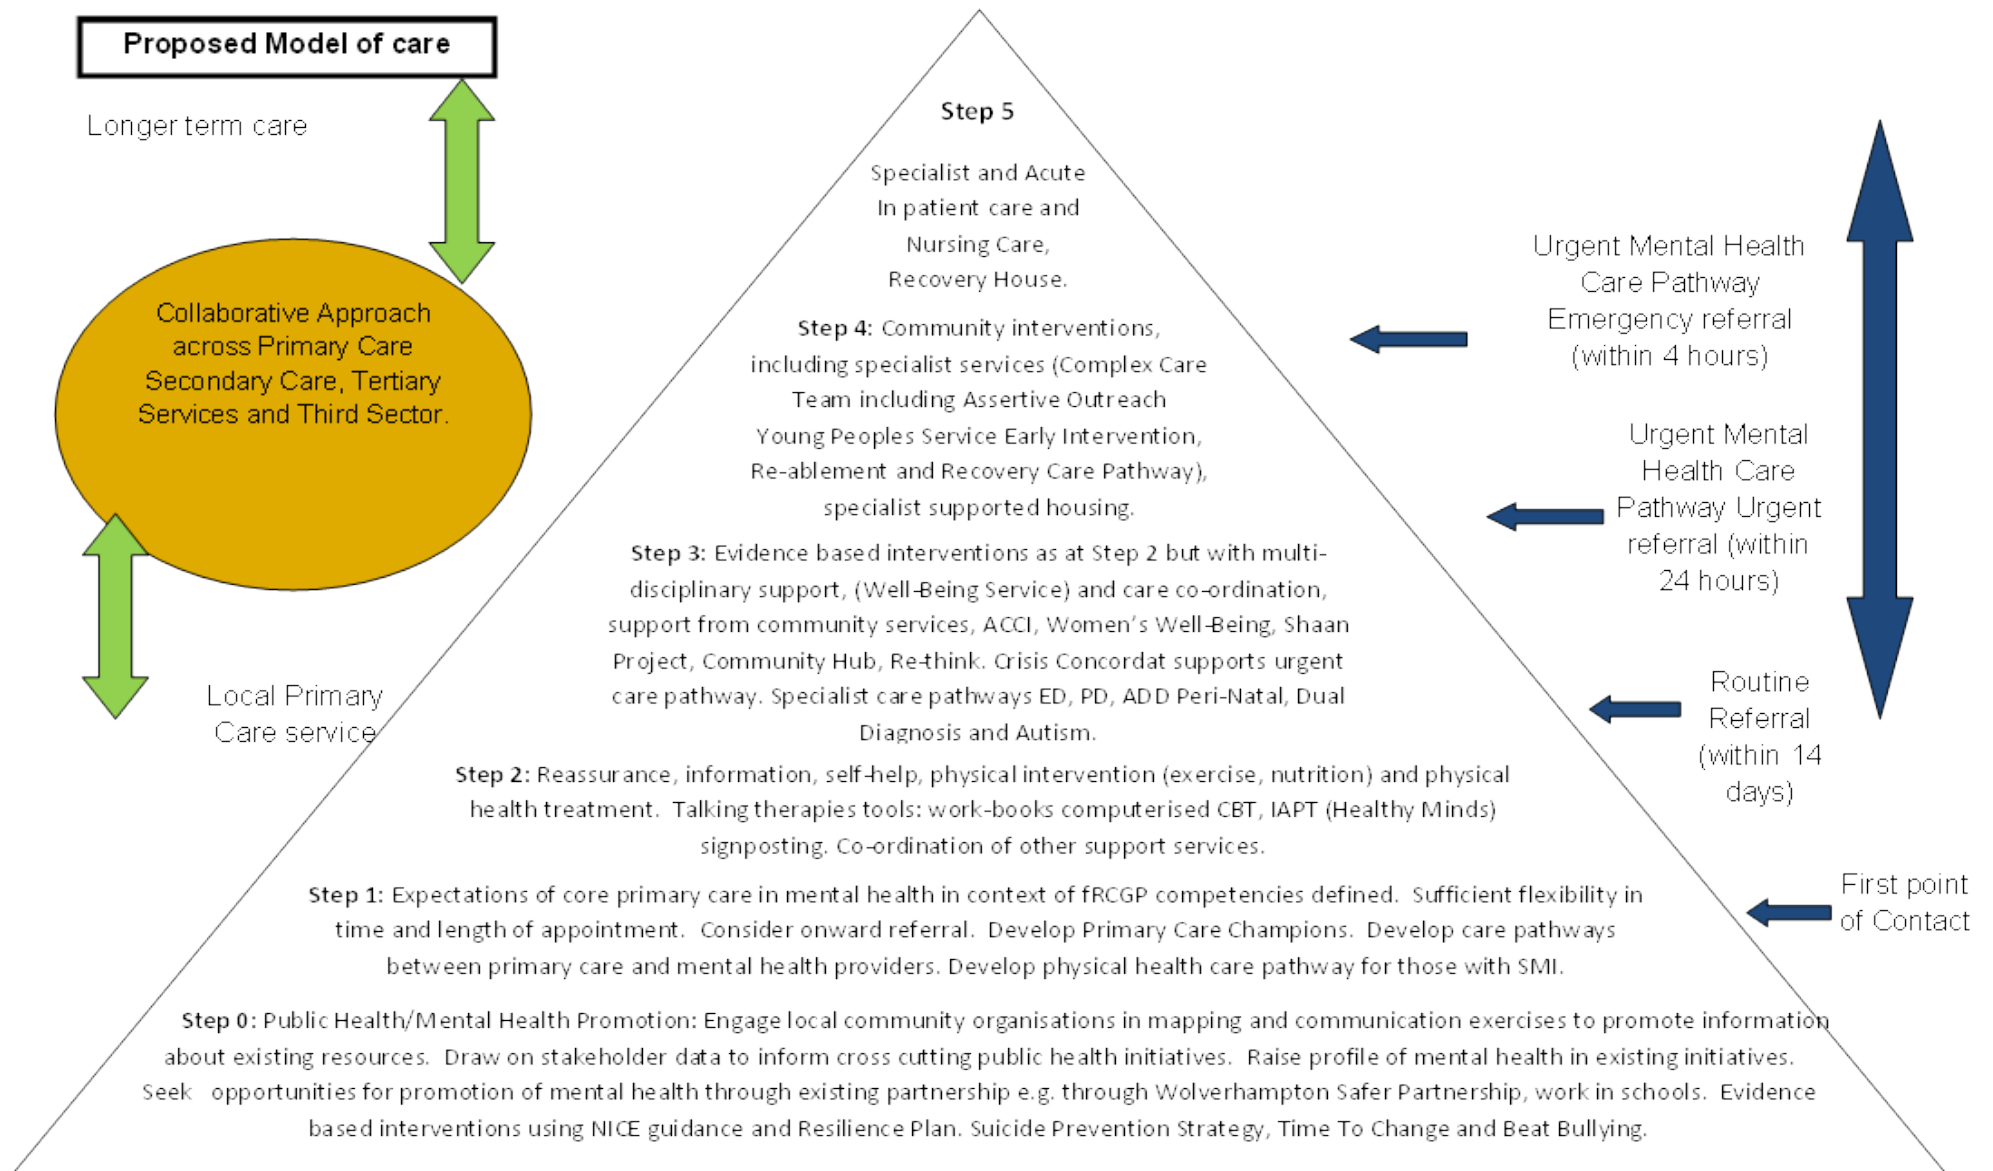 Proposed Model of care
Longer term care
Collaborative Approach
across Primary Care
Secondary Care, Tertiary
Services and Third Sector.
Local Primary
Care service
Step 5
Specialist and Acute
In patient care and
Nursing Care,
Recovery House.
Step 4: Community interventions,
including specialist services (Complex Care
Team including Assertive Outreach
Young Peoples Service Early Intervention,
Re-ablement and Recovery Care Pathway),
specialist supported housing.
Step 3: Evidence based interventions as at Step 2 but with multi-
disciplinary support, (Well-Being Service) and care co-ordination,
support from community services, ACCI, Women's Well-Being, Shaan
Project, Community Hub, Re-think. Crisis Concordat supports urgent
care pathway. Specialist care pathways ED, PD, ADD Peri-Natal, Dual
Diagnosis and Autism.
Step 2: Reassurance, information, self-help, physical intervention (exercise, nutrition) and physical
health treatment.  Talking therapies tools: work-books computerised CBT, IAPT (Healthy Minds)
signposting. Co-ordination of other support services.
Step 1: Expectations of core primary care in mental health in context of fRCGP competencies defined.  Sufficient flexibility in
time and length of appointment.  Consider onward referral.  Develop Primary Care Champions.  Develop care pathways
between primary care and mental health providers. Develop physical health care pathway for those with SMI.
Step 0: Public Health/Mental Health Promotion: Engage local community organisations in mapping and communication exercises to promote information
about existing resources.  Draw on stakeholder data to inform cross cutting public health initiatives.  Raise profile of mental health in existing initiatives.
Seek  opportunities for promotion of mental health through existing partnership e.g. through Wolverhampton Safer Partnership, work in schools.  Evidence
based interventions using NICE guidance and Resilience Plan. Suicide Prevention Strategy, Time To Change and Beat Bullying.
Urgent Mental Health
Care Pathway
Emergency referral
(within 4 hours)
Urgent Mental
Health Care
Pathway Urgent
referral (within
24 hours)
Routine
Referral
(within 14
days)
First point
of Contact